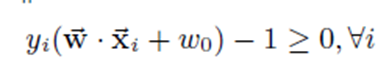 yᵢ(w⃗ · x⃗ᵢ + w₀) − 1 ≥ 0, ∀i